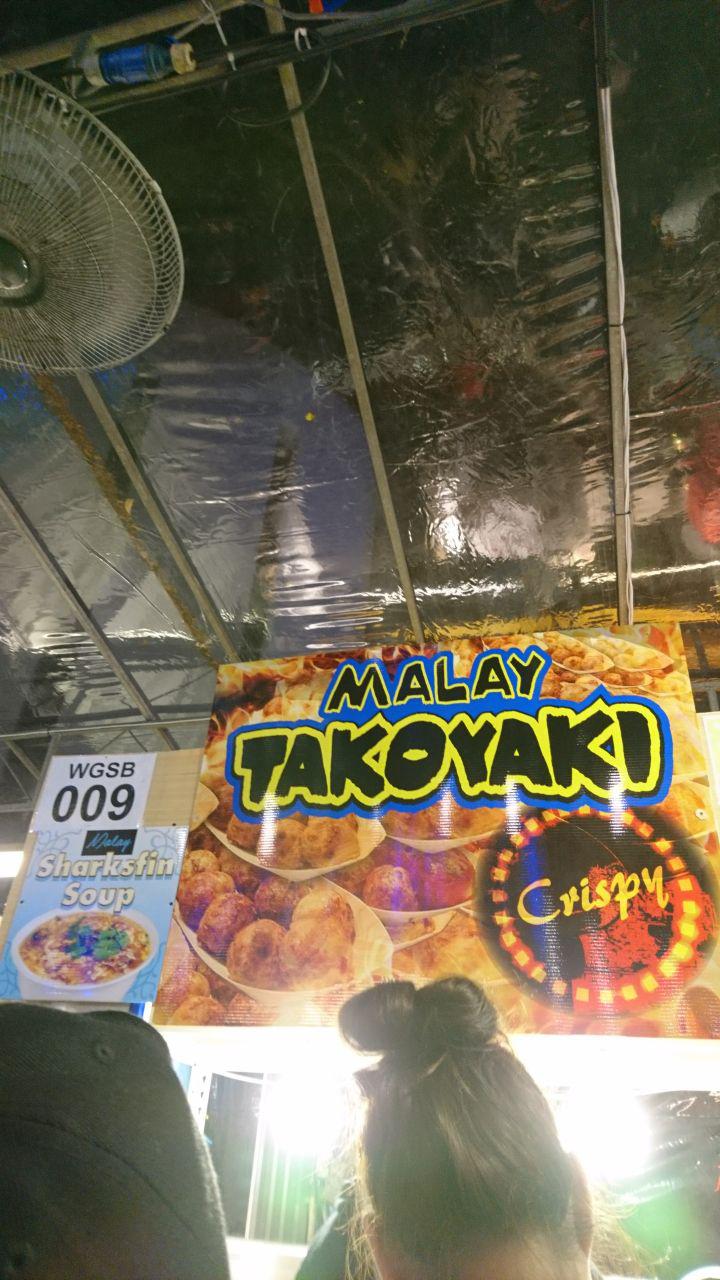 MALAY
TAKOYAKI
Crispy
WGSB
009
Malay
Sharksfin
Soup